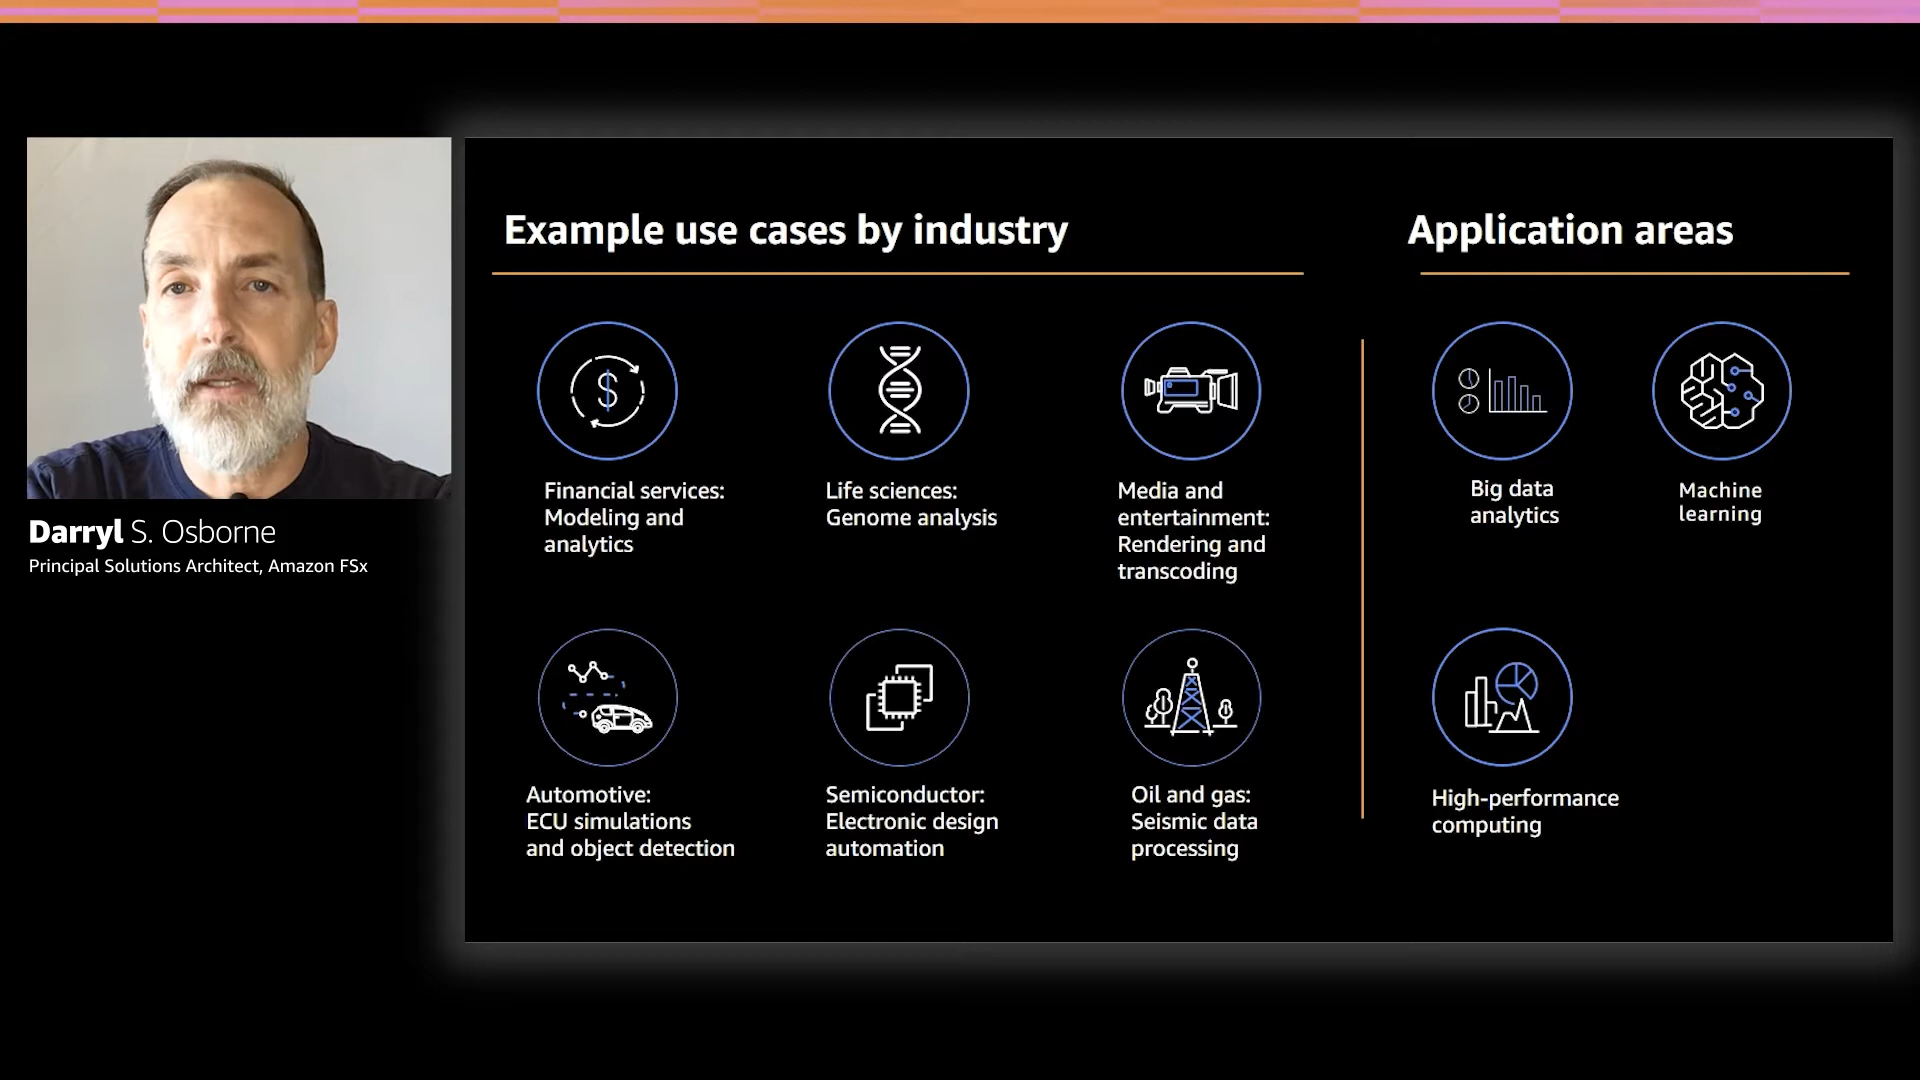 Darryl S. Osborne
Principal Solutions Architect, Amazon FSx
Example use cases by industry
Financial services:
Modeling and
analytics
Life sciences:
Genome analysis
Media and
entertainment:
Rendering and
transcoding
Automotive:
ECU simulations
and object detection
Semiconductor:
Electronic design
automation
Oil and gas:
Seismic data
processing
Application areas
Big data
analytics
Machine
learning
High-performance
computing